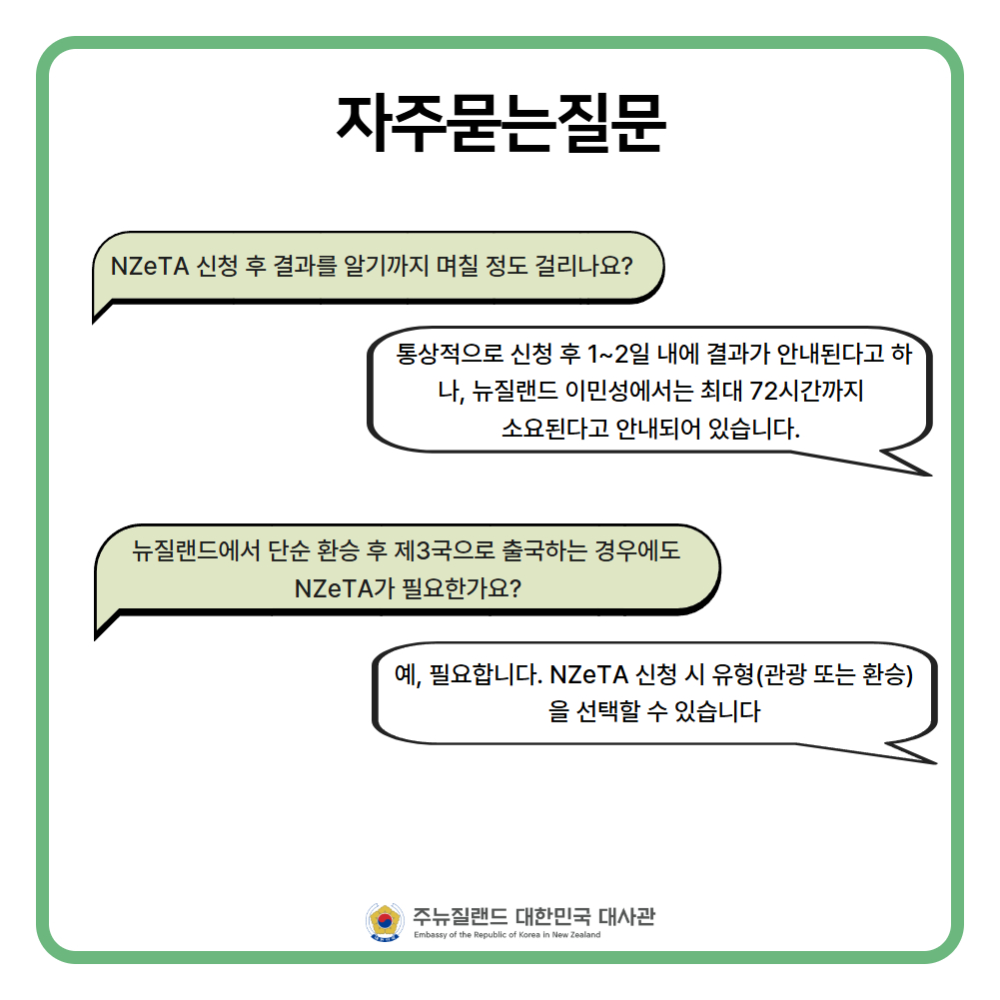 자주묻는질문
NZeTA 신청 후 결과를 알기까지 며칠 정도 걸리나요?
통상적으로 신청 후 1~2일 내에 결과가 안내된다고 하
나, 뉴질랜드 이민성에서는 최대 72시간까지
소요된다고 안내되어 있습니다.
뉴질랜드에서 단순 환승 후 제3국으로 출국하는 경우에도
NZeTA가 필요한가요?
예, 필요합니다. NZeTA 신청 시 유형(관광 또는 환승)
을 선택할 수 있습니다
주뉴질랜드 대한민국 대사관
Embassy of the Republic of Korea in New Zealand